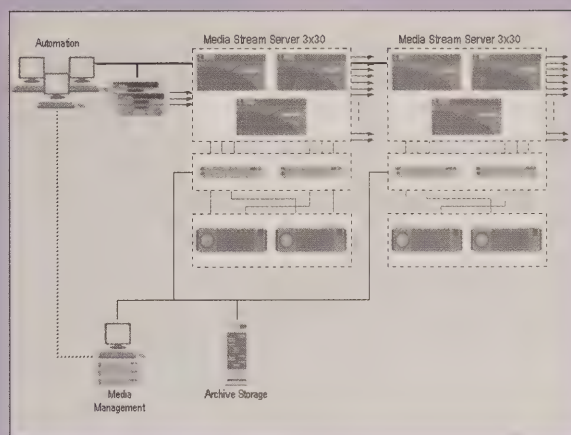 Media Stream Server 3x30
Media Stream Server 3x30
Automation
Media
Management
Archive Storage